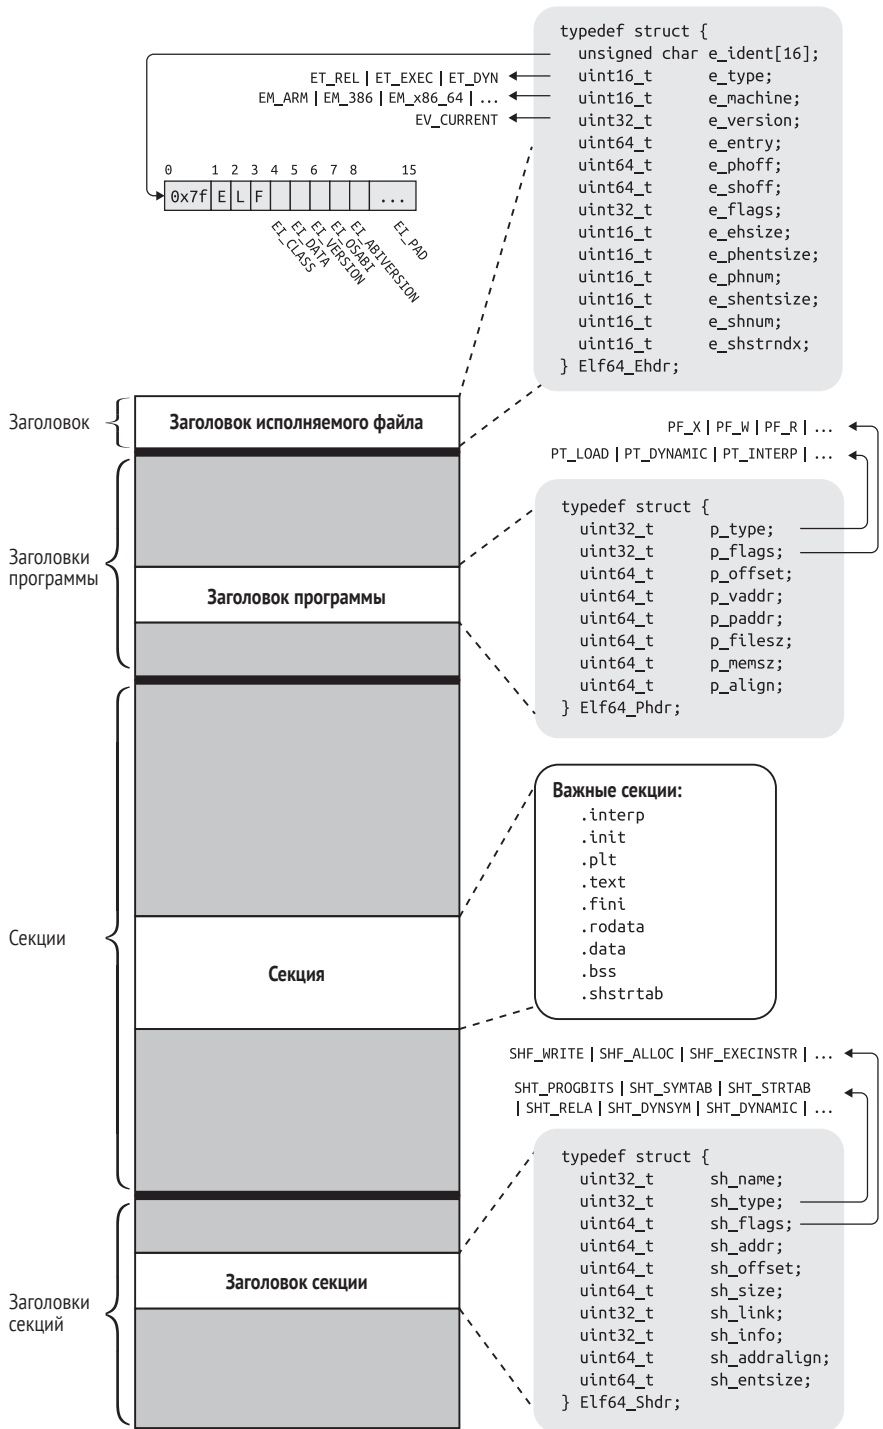 typedef struct {
unsigned char e_ident[16];
uint16_t e_type;
uint16_t e_machine;
uint32_t e_version;
uint64_t e_entry;
uint64_t e_phoff;
uint64_t e_shoff;
uint32_t e_flags;
uint16_t e_ehsize;
uint16_t e_phentsize;
uint16_t e_phnum;
uint16_t e_shentsize;
uint16_t e_shnum;
uint16_t e_shstrndx;
} Elf64_Ehdr;
ET_REL | ET_EXEC | ET_DYN
EM_ARM | EM_386 | EM_x86_64 | ...
EV_CURRENT
0 1 2 3 4 5 6 7 8 15
0x7f E L F ...
EI_CLASS
EI_DATA
EI_VERSION
EI_OSABI
EI_ABIVERSION
EI_PAD
Заголовок
Заголовок исполняемого файла
PF_X | PF_W | PF_R | ...
PT_LOAD | PT_DYNAMIC | PT_INTERP | ...
typedef struct {
uint32_t p_type;
uint32_t p_flags;
uint64_t p_offset;
uint64_t p_vaddr;
uint64_t p_paddr;
uint64_t p_filesz;
uint64_t p_memsz;
uint64_t p_align;
} Elf64_Phdr;
Заголовки
программы
Заголовок программы
Важные секции:
.interp
.init
.plt
.text
.fini
.rodata
.data
.bss
.shstrtab
Секции
Секция
SHF_WRITE | SHF_ALLOC | SHF_EXECINSTR | ...
SHT_PROGBITS | SHT_SYMTAB | SHT_STRTAB
| SHT_RELA | SHT_DYNSYM | SHT_DYNAMIC | ...
typedef struct {
uint32_t sh_name;
uint32_t sh_type;
uint64_t sh_flags;
uint64_t sh_addr;
uint64_t sh_offset;
uint64_t sh_size;
uint32_t sh_link;
uint32_t sh_info;
uint64_t sh_addralign;
uint64_t sh_entsize;
} Elf64_Shdr;
Заголовки
секций
Заголовок секции